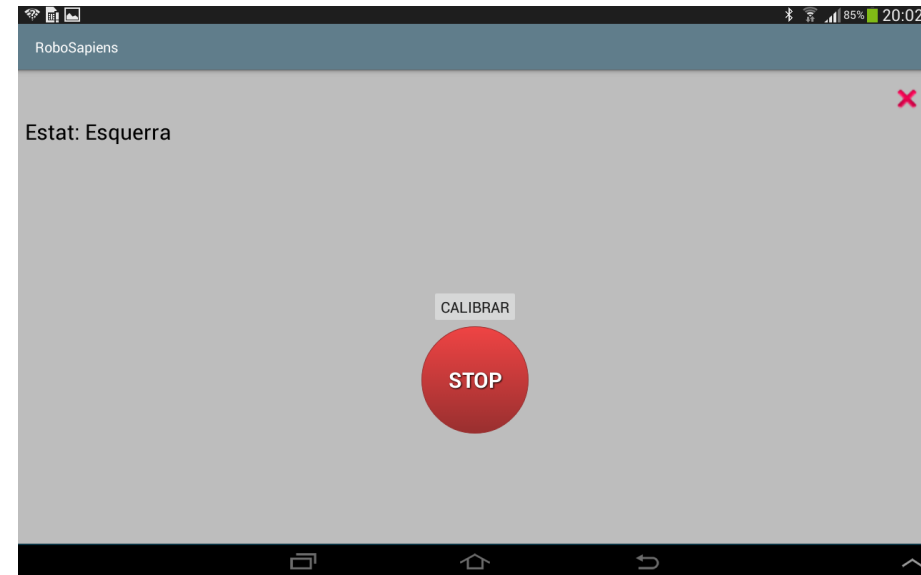 85% 20:02
RoboSapiens
Estat: Esquerra
CALIBRAR
STOP